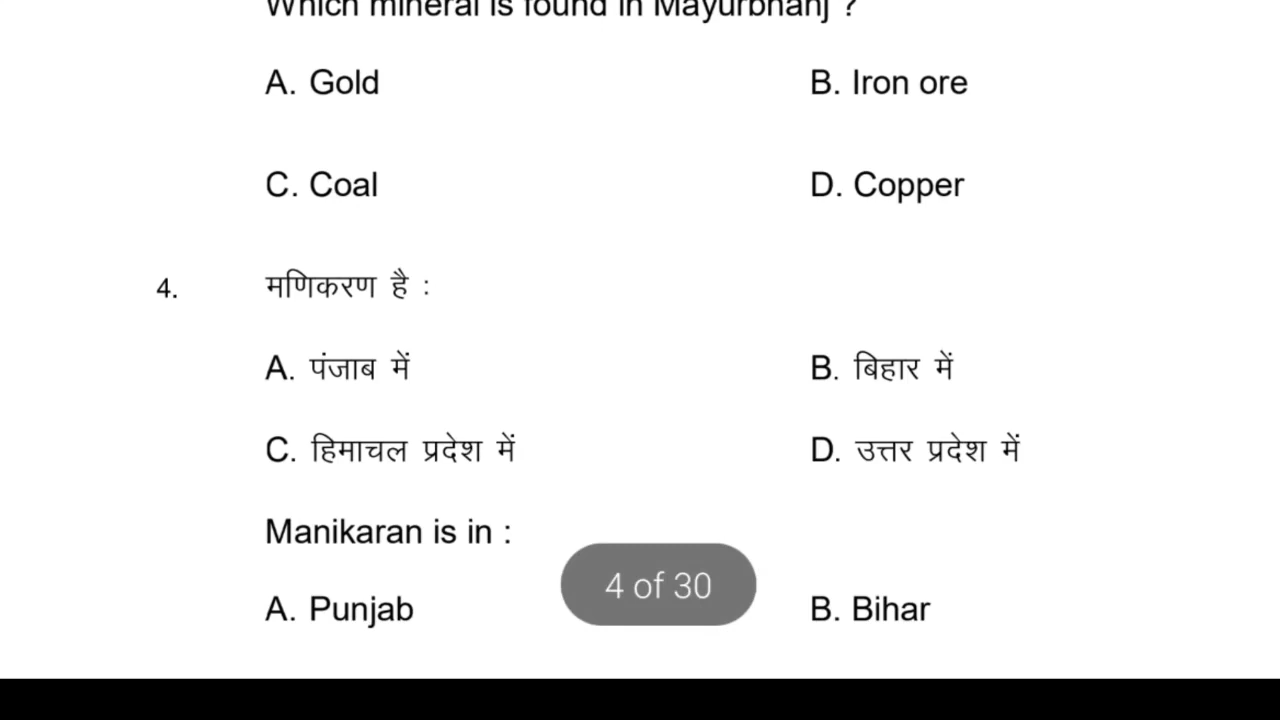 Which mineral is found in Mayurbhanj ?
A. Gold B. Iron ore
C. Coal D. Copper
4. मणिकरण है :
A. पंजाब में B. बिहार में
C. हिमाचल प्रदेश में D. उत्तर प्रदेश में
Manikaran is in :
4 of 30
A. Punjab B. Bihar